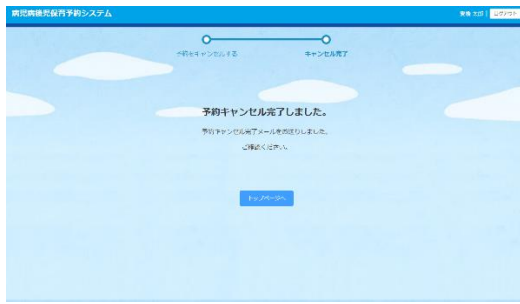 病児病後児保育予約システム
太郎 | ログアウト
予約をキャンセルする
キャンセル完了
予約キャンセル完了しました。
予約キャンセル完了メールをお送りしました。
ご確認ください。
トップページへ